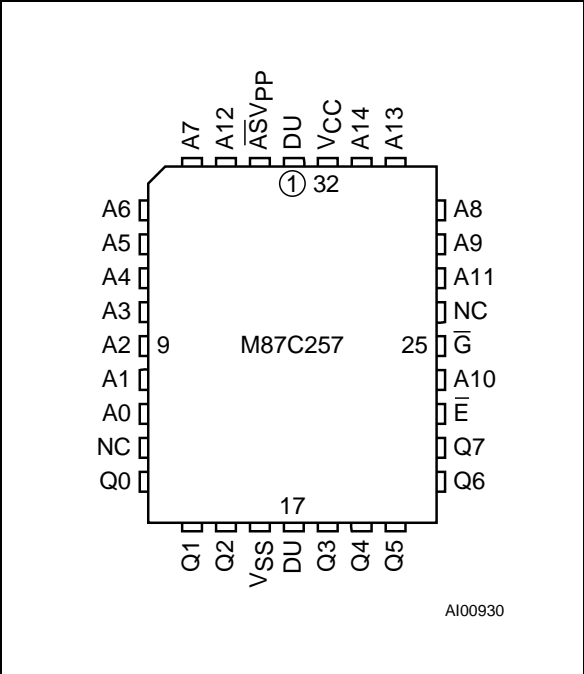 A7 A12 A̅S̅VPP DU VCC A14 A13
1 32
A6 A8
A5 A9
A4 A11
A3 NC
A2 9 M87C257 25 G̅
A1 A10
A0 E̅
NC Q7
Q0 Q6
17
Q1 Q2 VSS DU Q3 Q4 Q5
AI00930